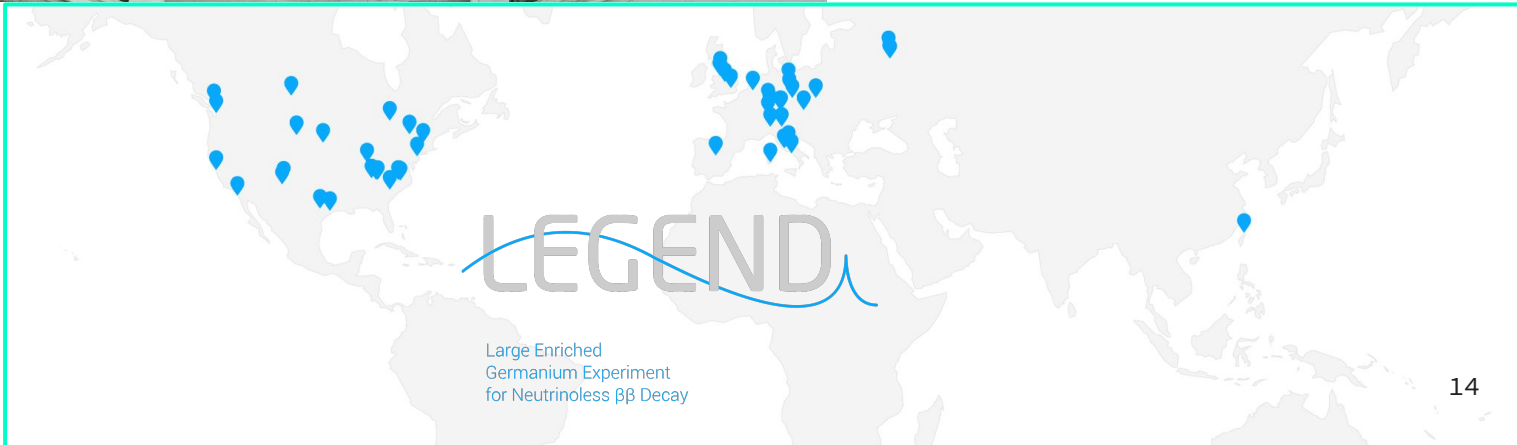 LEGEND
Large Enriched
Germanium Experiment
for Neutrinoless ββ Decay
14